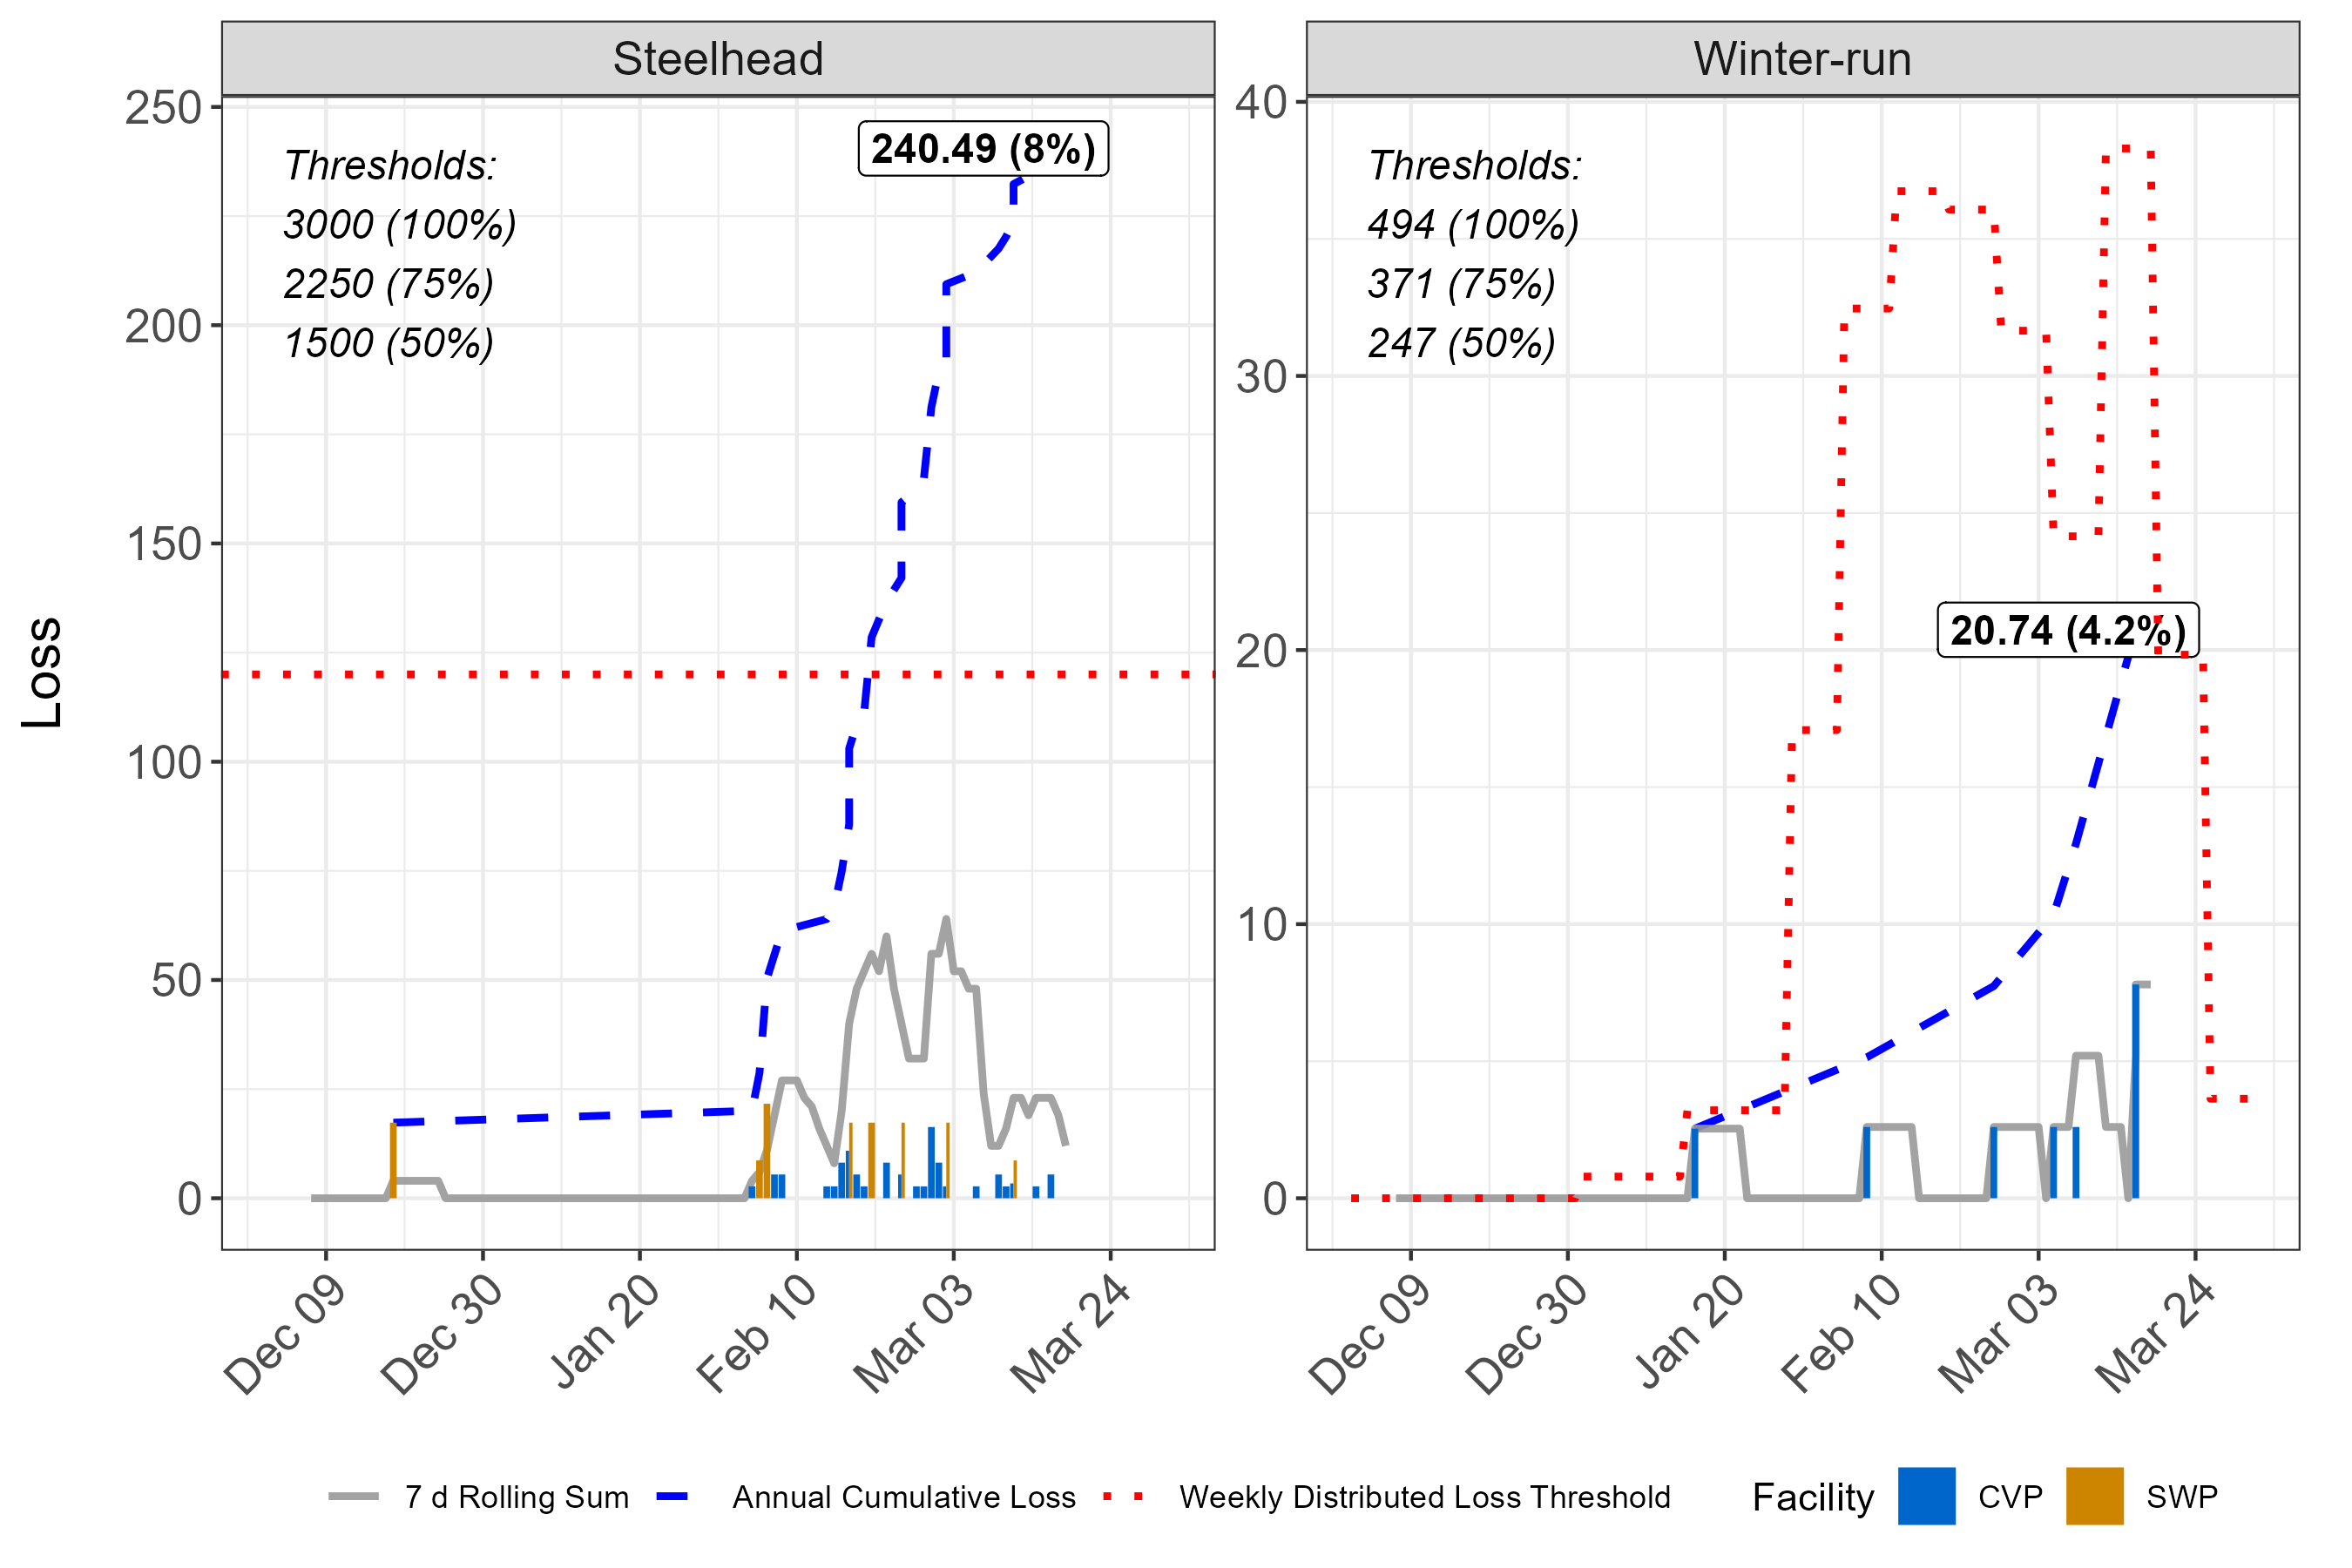 Steelhead
Winter-run
Loss
250
200
150
100
50
0
Thresholds:
3000 (100%)
2250 (75%)
1500 (50%)
240.49 (8%)
40
30
20
10
0
Thresholds:
494 (100%)
371 (75%)
247 (50%)
20.74 (4.2%)
Dec 09
Dec 30
Jan 20
Feb 10
Mar 03
Mar 24
Dec 09
Dec 30
Jan 20
Feb 10
Mar 03
Mar 24
7 d Rolling Sum
Annual Cumulative Loss
Weekly Distributed Loss Threshold
Facility
CVP
SWP